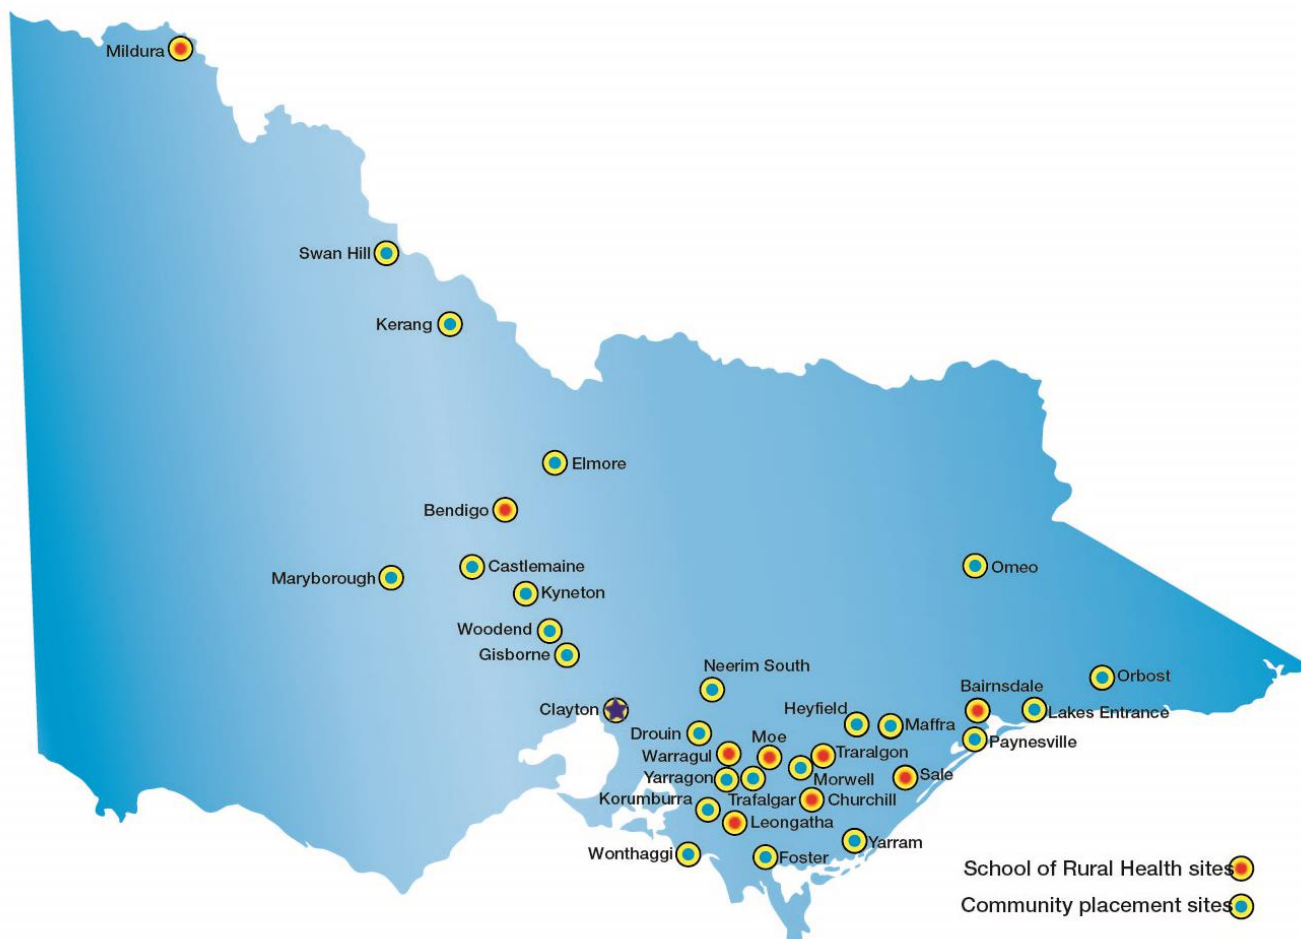 Mildura
Swan Hill
Kerang
Elmore
Bendigo
Castlemaine
Omeo
Maryborough
Kyneton
Woodend
Gisborne
Neerim South
Orbost
Bairnsdale
Clayton
Heyfield
Lakes Entrance
Maffra
Drouin
Moe
Paynesville
Warragul
Traralgon
Yarragon
Morwell
Sale
Korumburra
Trafalgar
Churchill
Leongatha
Yarram
Wonthaggi
Foster
School of Rural Health sites
Community placement sites